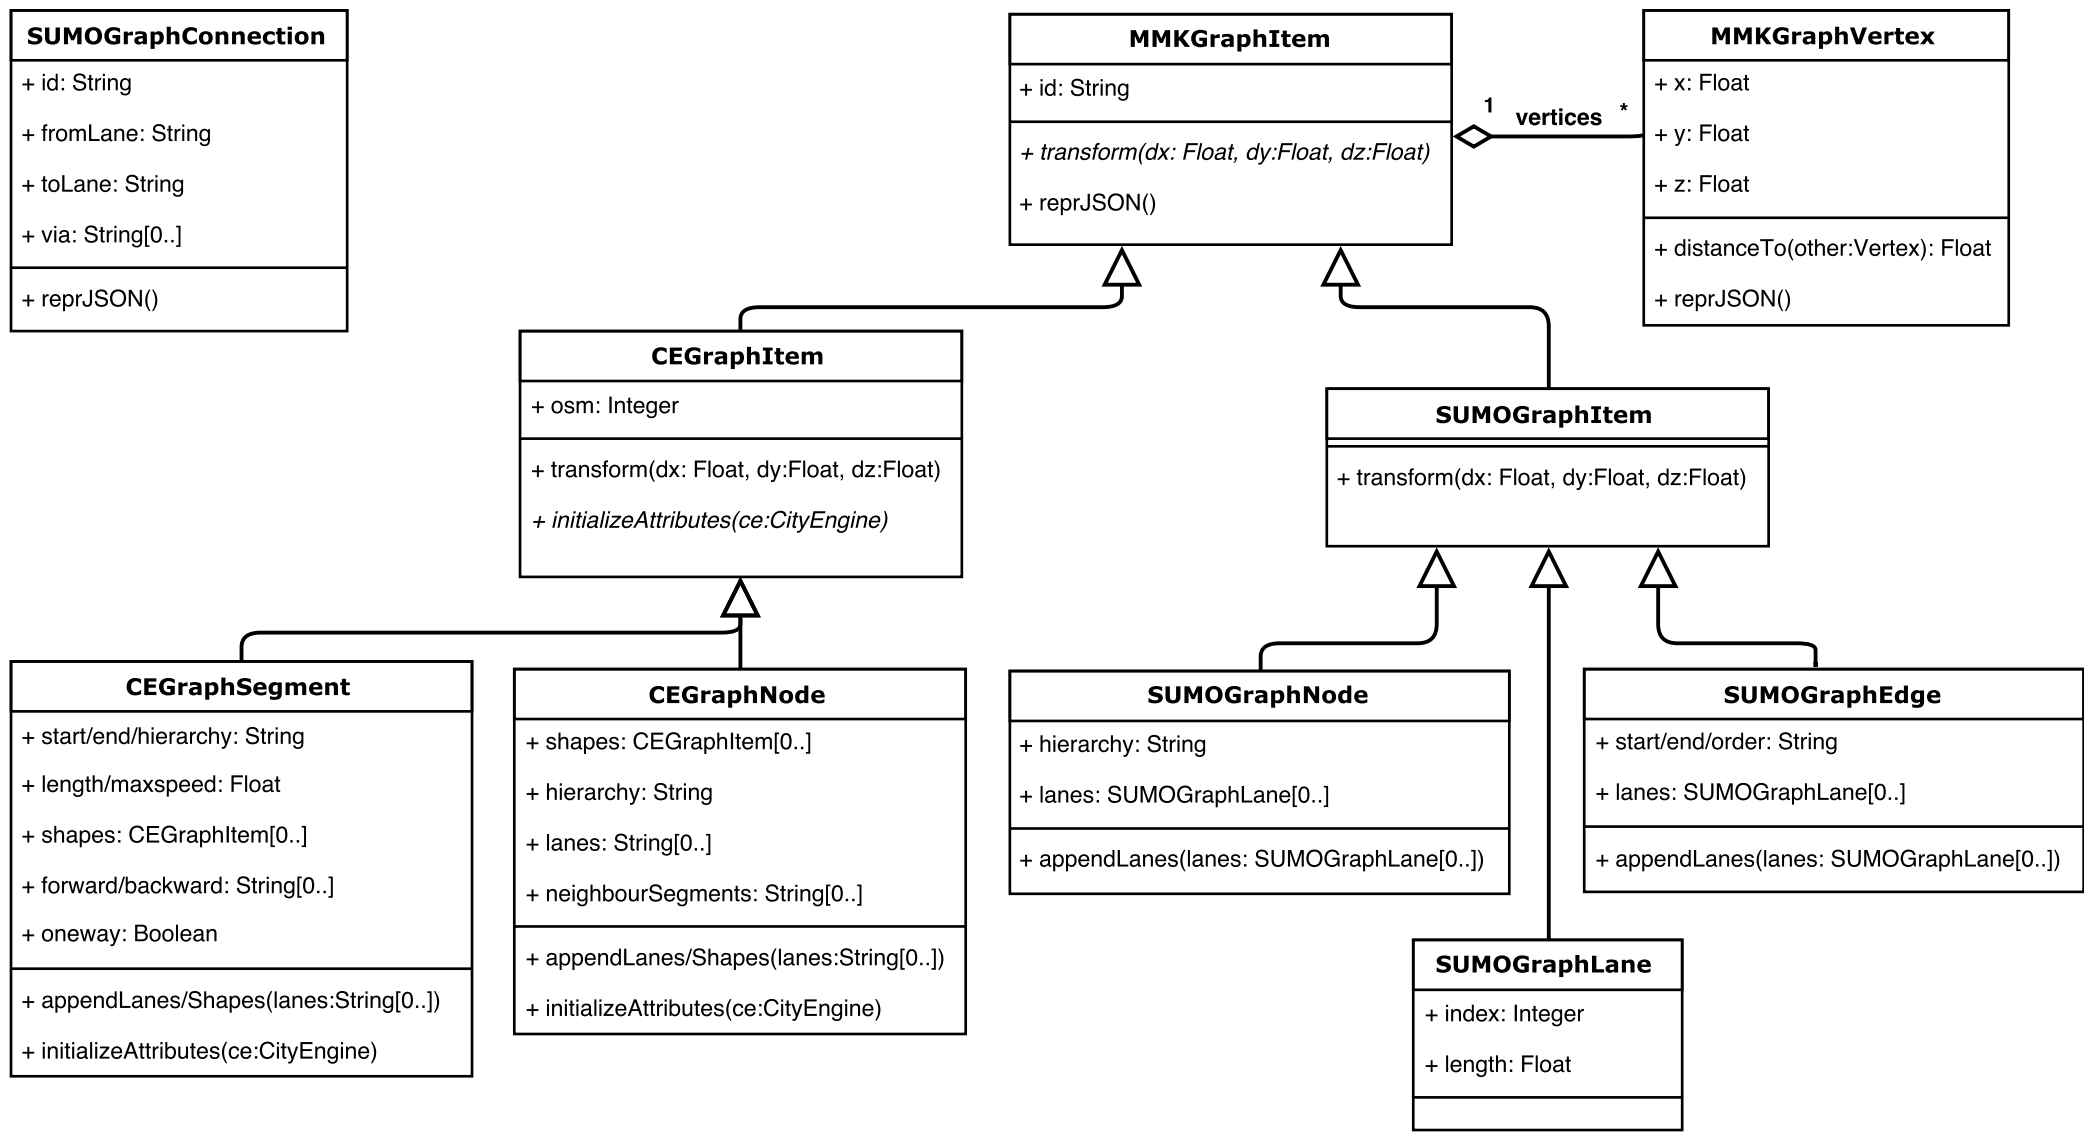 SUMOGraphConnection
+ id: String
+ fromLane: String
+ toLane: String
+ via: String[0..]
+ reprJSON()
MMKGraphItem
+ id: String
+ transform(dx: Float, dy:Float, dz:Float)
+ reprJSON()
1 vertices *
MMKGraphVertex
+ x: Float
+ y: Float
+ z: Float
+ distanceTo(other:Vertex): Float
+ reprJSON()
CEGraphItem
+ osm: Integer
+ transform(dx: Float, dy:Float, dz:Float)
+ initializeAttributes(ce:CityEngine)
SUMOGraphItem
+ transform(dx: Float, dy:Float, dz:Float)
CEGraphSegment
+ start/end/hierarchy: String
+ length/maxspeed: Float
+ shapes: CEGraphItem[0..]
+ forward/backward: String[0..]
+ oneway: Boolean
+ appendLanes/Shapes(lanes:String[0..])
+ initializeAttributes(ce:CityEngine)
CEGraphNode
+ shapes: CEGraphItem[0..]
+ hierarchy: String
+ lanes: String[0..]
+ neighbourSegments: String[0..]
+ appendLanes/Shapes(lanes:String[0..])
+ initializeAttributes(ce:CityEngine)
SUMOGraphNode
+ hierarchy: String
+ lanes: SUMOGraphLane[0..]
+ appendLanes(lanes: SUMOGraphLane[0..])
SUMOGraphEdge
+ start/end/order: String
+ lanes: SUMOGraphLane[0..]
+ appendLanes(lanes: SUMOGraphLane[0..])
SUMOGraphLane
+ index: Integer
+ length: Float